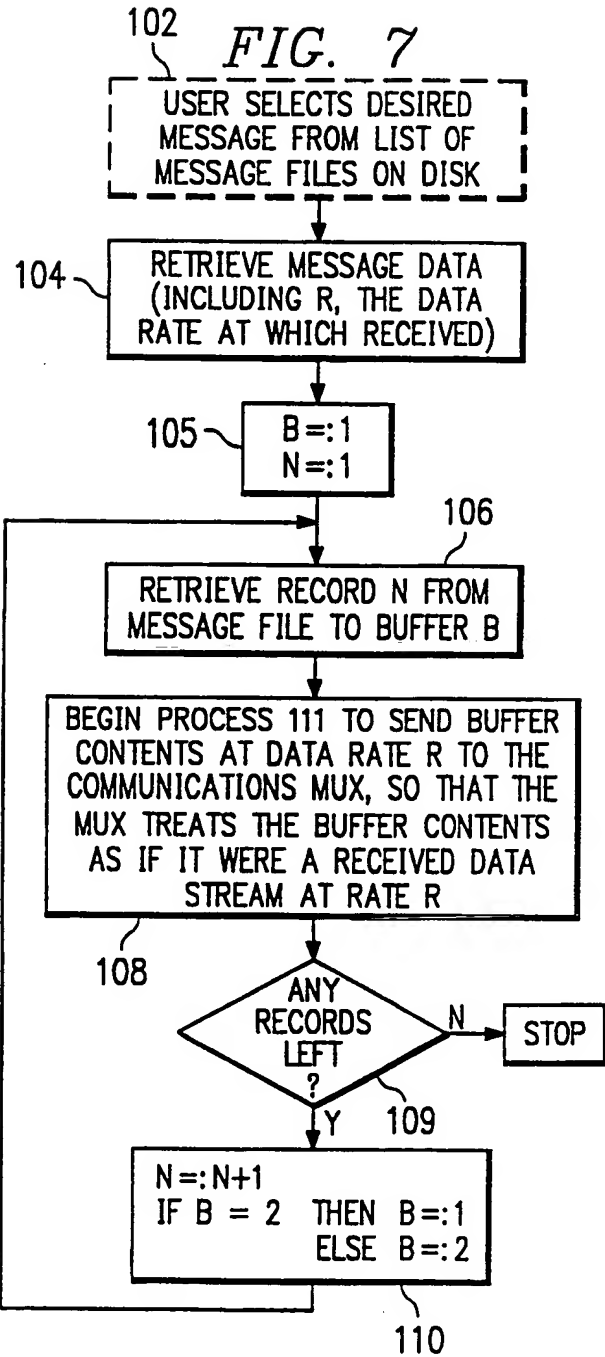 102
FIG. 7
USER SELECTS DESIRED
MESSAGE FROM LIST OF
MESSAGE FILES ON DISK
104
RETRIEVE MESSAGE DATA
(INCLUDING R, THE DATA
RATE AT WHICH RECEIVED)
105
B=:1
N=:1
106
RETRIEVE RECORD N FROM
MESSAGE FILE TO BUFFER B
BEGIN PROCESS 111 TO SEND BUFFER
CONTENTS AT DATA RATE R TO THE
COMMUNICATIONS MUX, SO THAT THE
MUX TREATS THE BUFFER CONTENTS
AS IF IT WERE A RECEIVED DATA
STREAM AT RATE R
108
ANY
RECORDS
LEFT
?
N
STOP
109
Y
N=:N+1
IF B = 2 THEN B=:1
ELSE B=:2
110